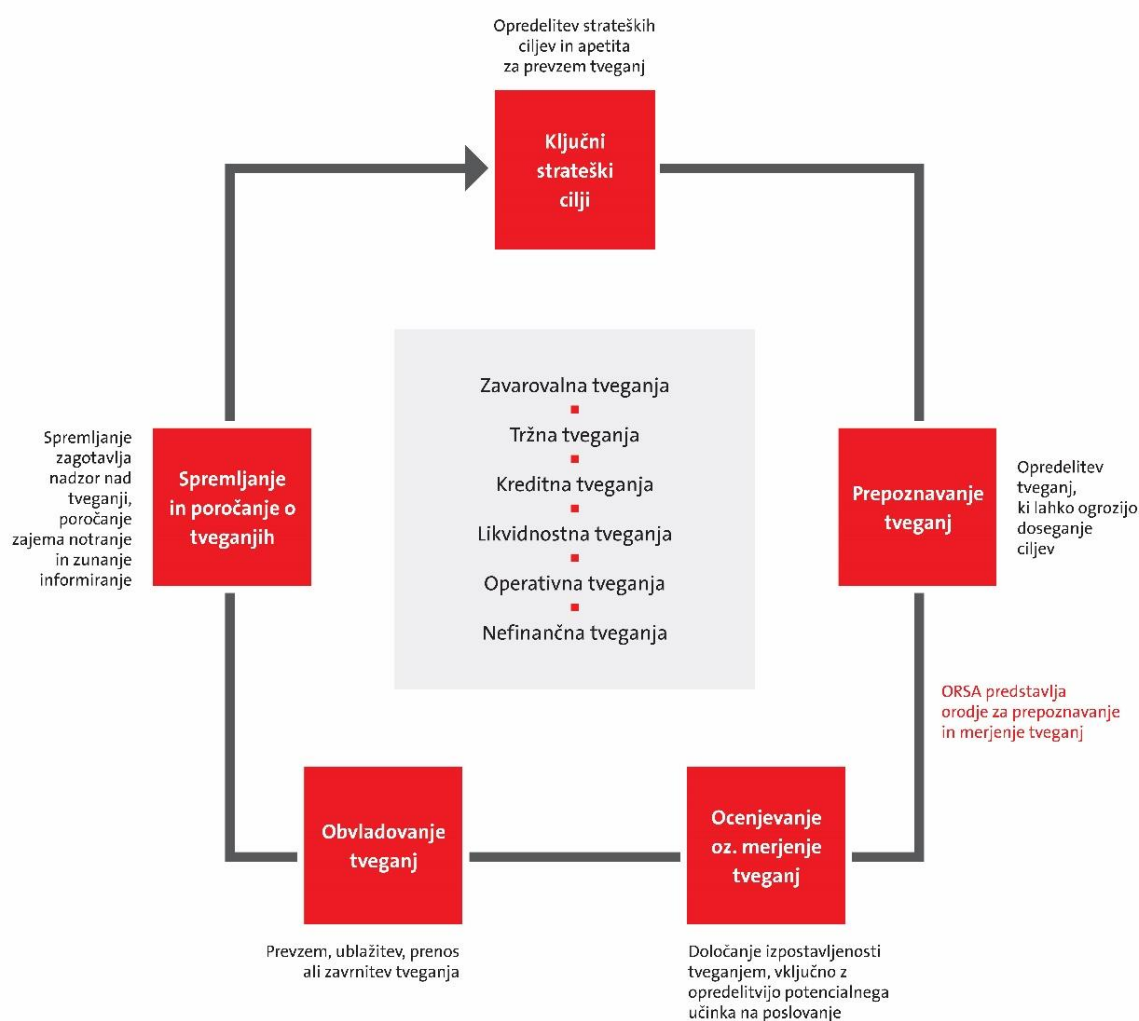 Opredelitev strateških
ciljev in apetita
za prevzem tveganj
Ključni
strateški
cilji
Zavarovalna tveganja
Tržna tveganja
Kreditna tveganja
Likvidnostna tveganja
Operativna tveganja
Nefinančna tveganja
Spremljanje
zagotavlja
nadzor nad
tveganji,
poročanje
zajema notranje
in zunanje
informiranje
Spremljanje
in poročanje o
tveganjih
Prepoznavanje
tveganj
Opredelitev
tveganj,
ki lahko ogrozijo
doseganje
ciljev
ORSA predstavlja
orodje za prepoznavanje
in merjenje tveganj
Obvladovanje
tveganj
Prevzem, ublažitev, prenos
ali zavrnitev tveganja
Ocenjevanje
oz. merjenje
tveganj
Določanje izpostavljenosti
tveganjem, vključno z
opredelitvijo potencialnega
učinka na poslovanje